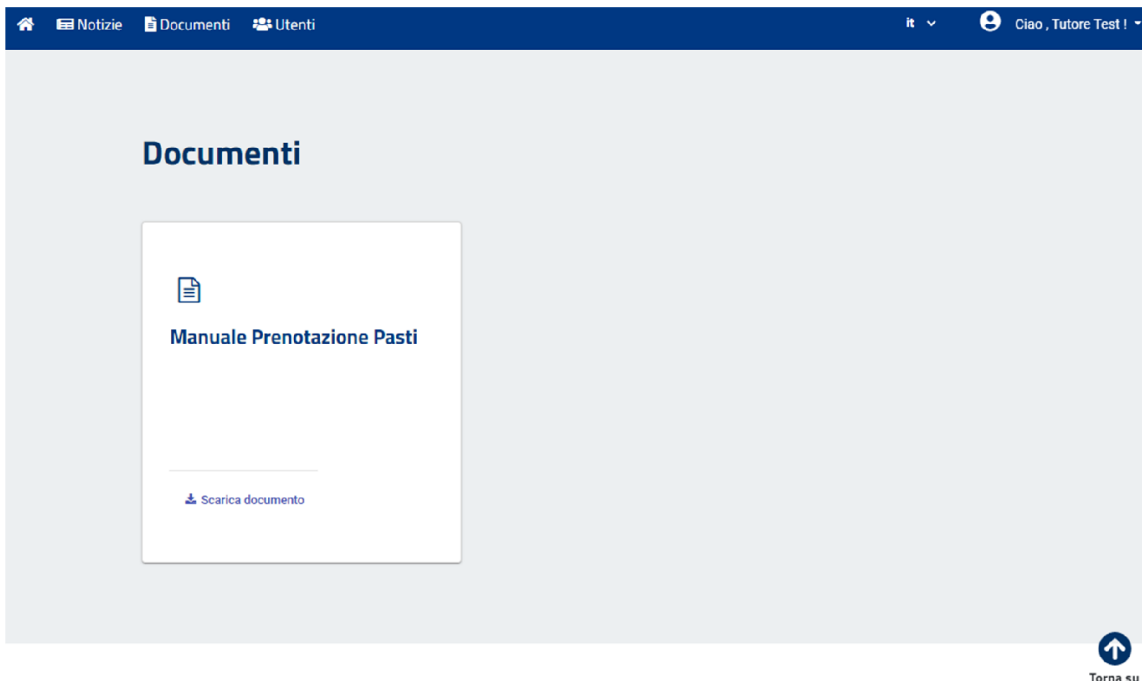 Notizie Documenti Utenti it Ciao , Tutore Test !
Documenti
Manuale Prenotazione Pasti
Scarica documento
Torna su